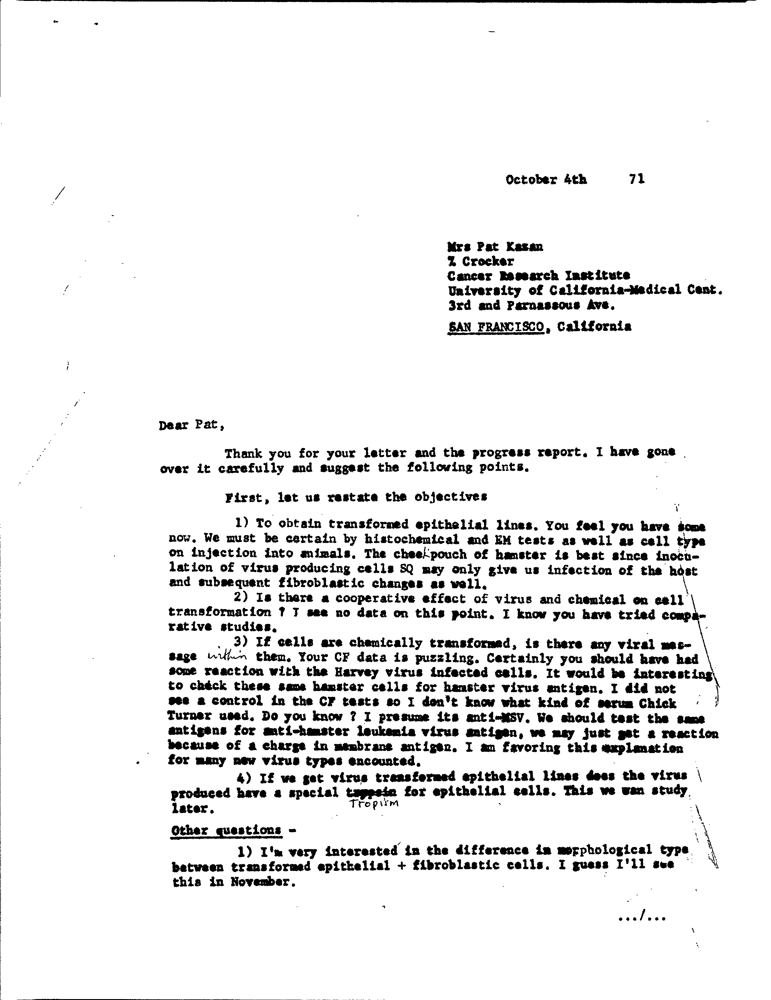 October 4th 71
Mrs Pat Kazan
% Crocker
Cancer Research Institute
University of California-Medical Cent.
3rd and Parnassous Ave.
SAN FRANCISCO, California
Dear Pat,
Thank you for your letter and the progress report. I have gone
over it carefully and suggest the following points.
First, let us restate the objectives
1) To obtain transformed epithelial lines. You feel you have some
now. We must be certain by histochemical and EM tests as well as cell type
on injection into animals. The cheek pouch of hamster is best since inocu-
lation of virus producing cells SQ may only give us infection of the host
and subsequent fibroblastic changes as well.
2) Is there a cooperative effect of virus and chemical on cell
transformation ? I see no data on this point. I know you have tried compa-
rative studies.
3) If cells are chemically transformed, is there any viral mes-
sage within them. Your CF data is puzzling. Certainly you should have had
some reaction with the Harvey virus infected cells. It would be interesting
to check these same hamster cells for hamster virus antigen. I did not
see a control in the CF tests so I don't know what kind of serum Chick
Turner used. Do you know ? I presume its anti-MSV. We should test the same
antigens for anti-hamster leukemia virus antigen, we may just get a reaction
because of a charge in membrane antigen. I am favoring this explanation
for many new virus types encounted.
4) If we get virus transformed epithelial lines does the virus
produced have a special tappsin for epithelial cells. This we wan study
later. Tropism
Other questions -
1) I'm very interested in the difference in morphological type
between transformed epithelial + fibroblastic cells. I guess I'll see
this in November.
.../...